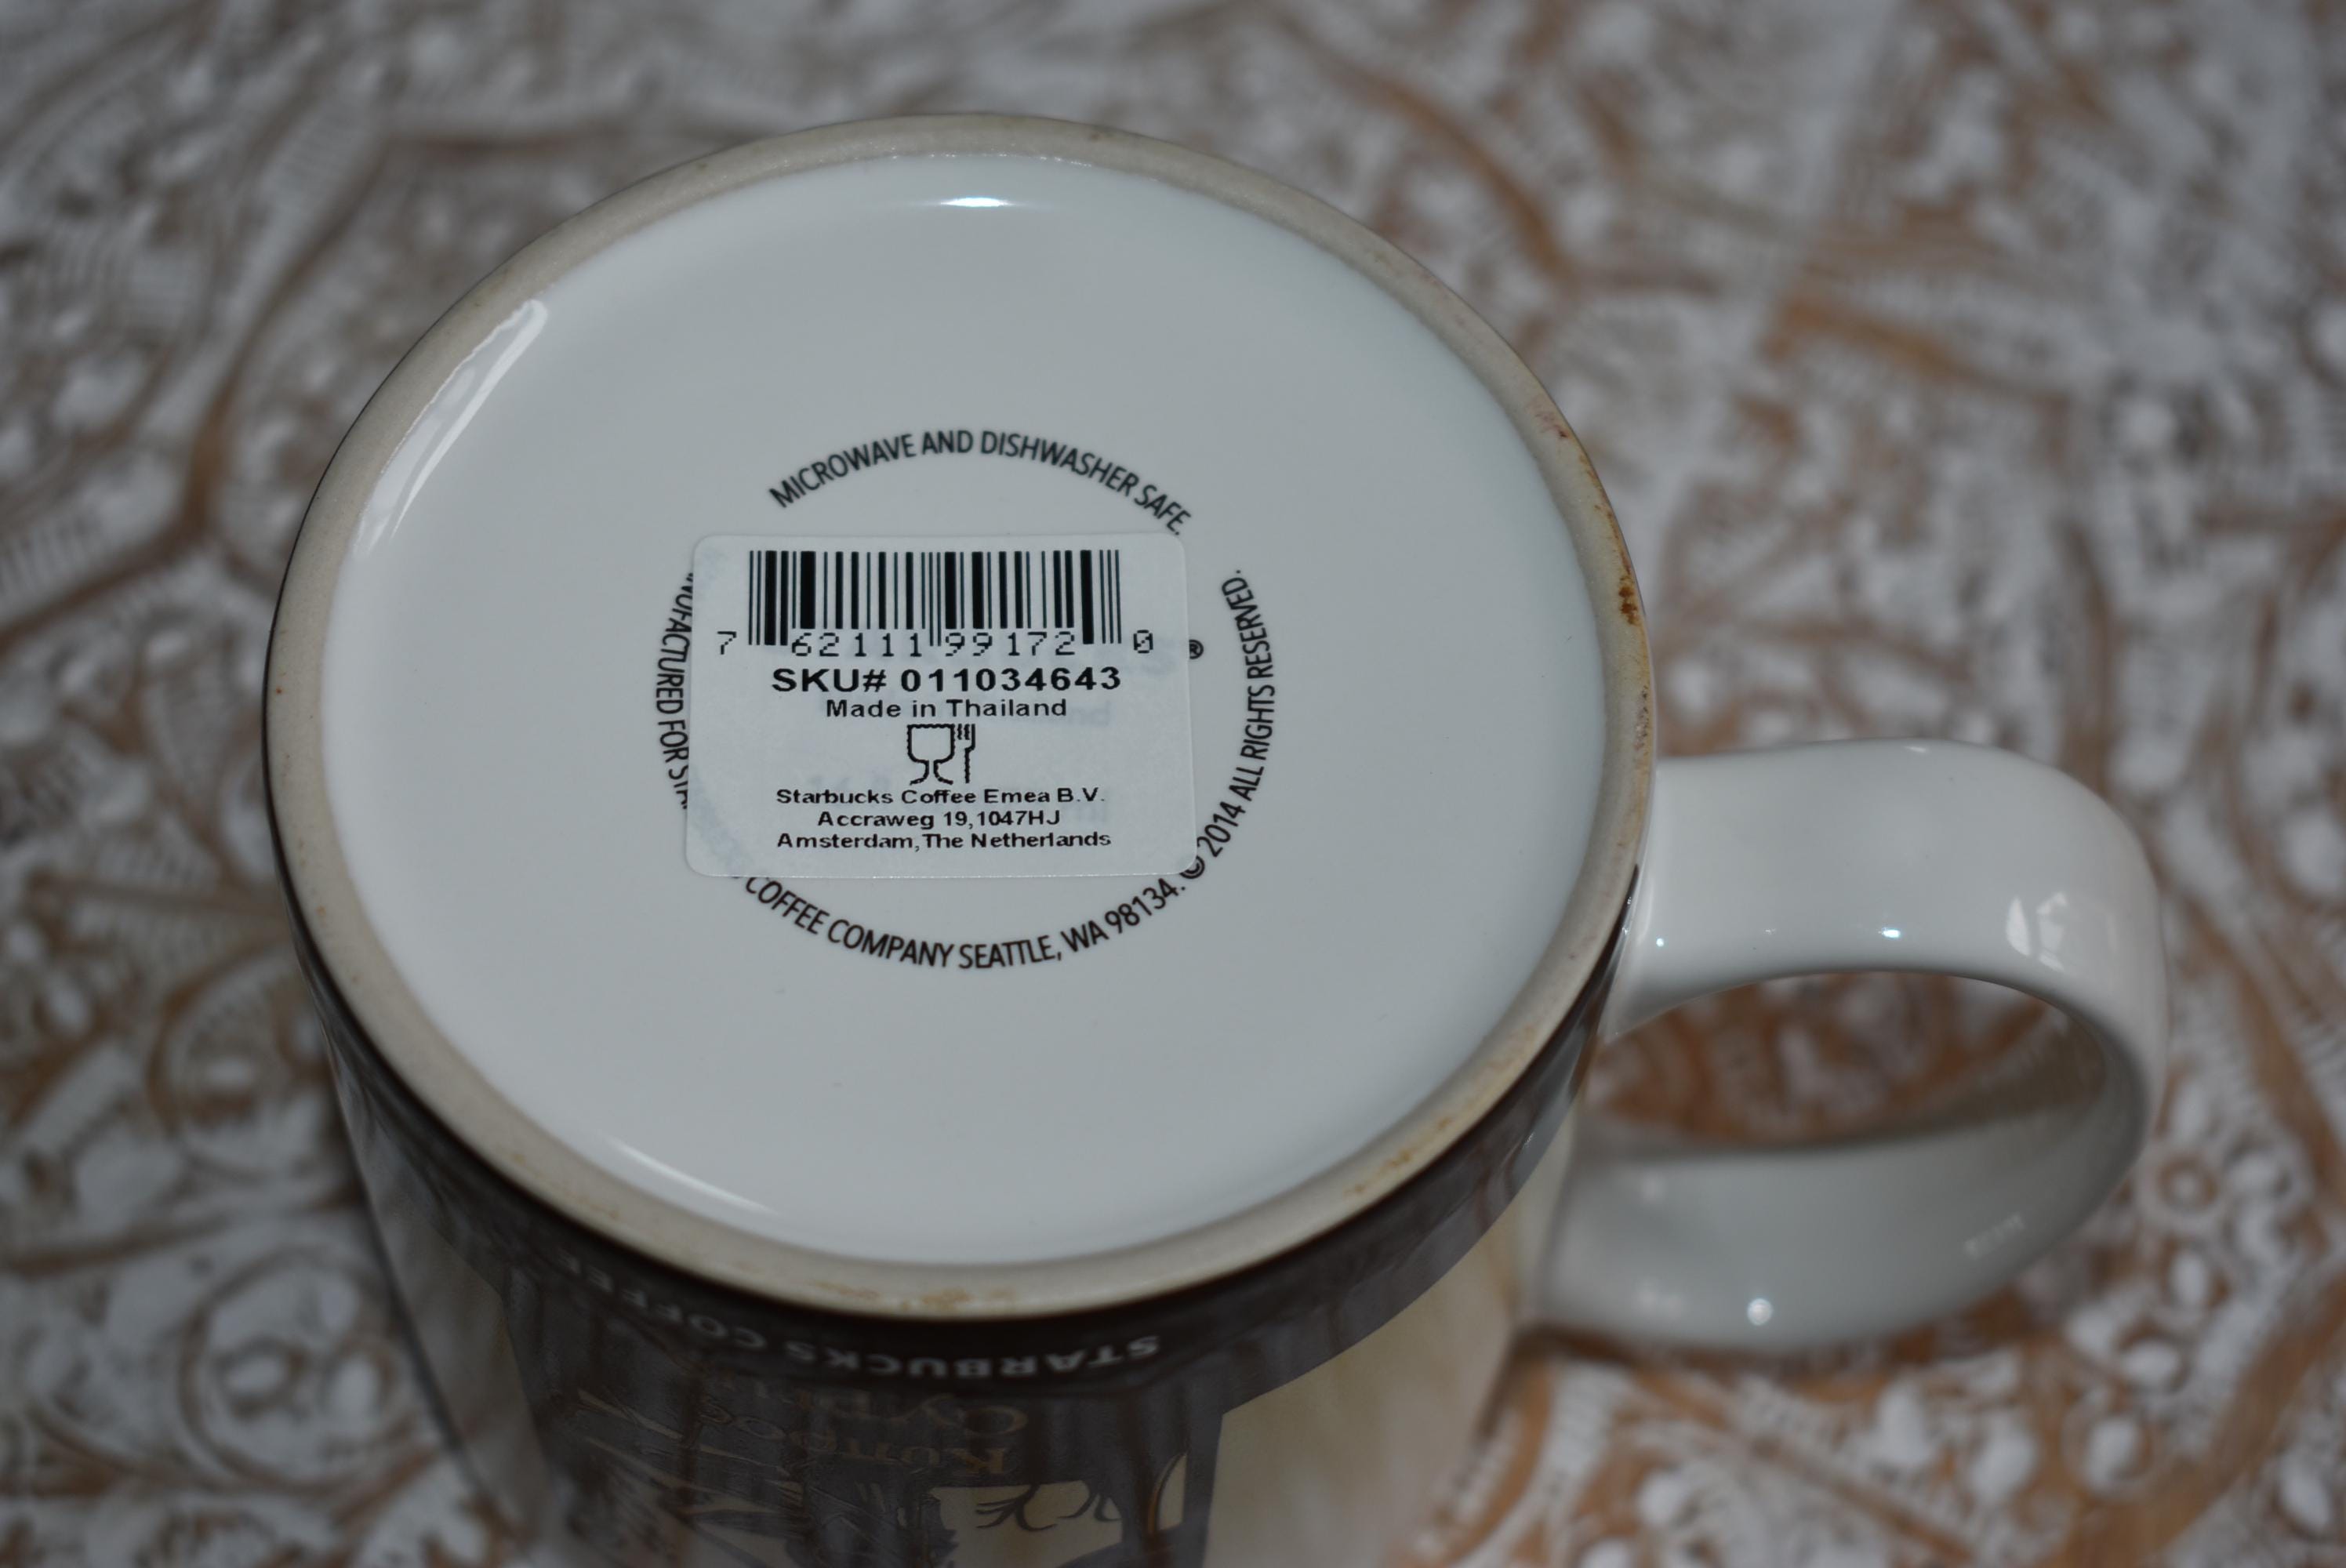 MICROWAVE AND DISHWASHER SAFE.
7 62111 99172 0
SKU# 011034643
Made in Thailand
Starbucks Coffee Emea B.V.
Accraweg 19,1047HJ
Amsterdam,The Netherlands
®
FOR
COFFEE COMPANY SEATTLE, WA 98134. © 2014 ALL RIGHTS RESERVED.
STARBUCKS COFFEE